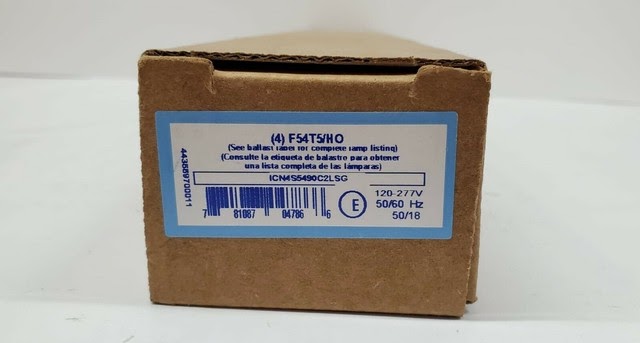 (4) F54T5/HO
(See ballast label for complete lamp listing)
(Consulte la etiqueta de balastro para obtener
una lista completa de las lámparas)
ICN4S5490C2LSG
120-277V
50/60 Hz
50/18
E
7 81087 04786 6
443589700011